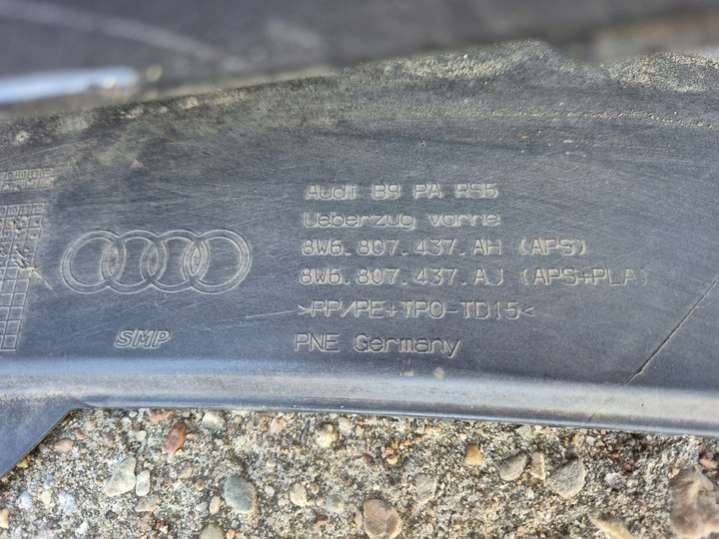 Audi B9 PA RS5
Ueberzug vorne
8W6.807.437.AH (APS)
8W6.807.437.AJ (APS+PLA)
>PP/PE+TPO-TD15<
SMP
PNE Germany